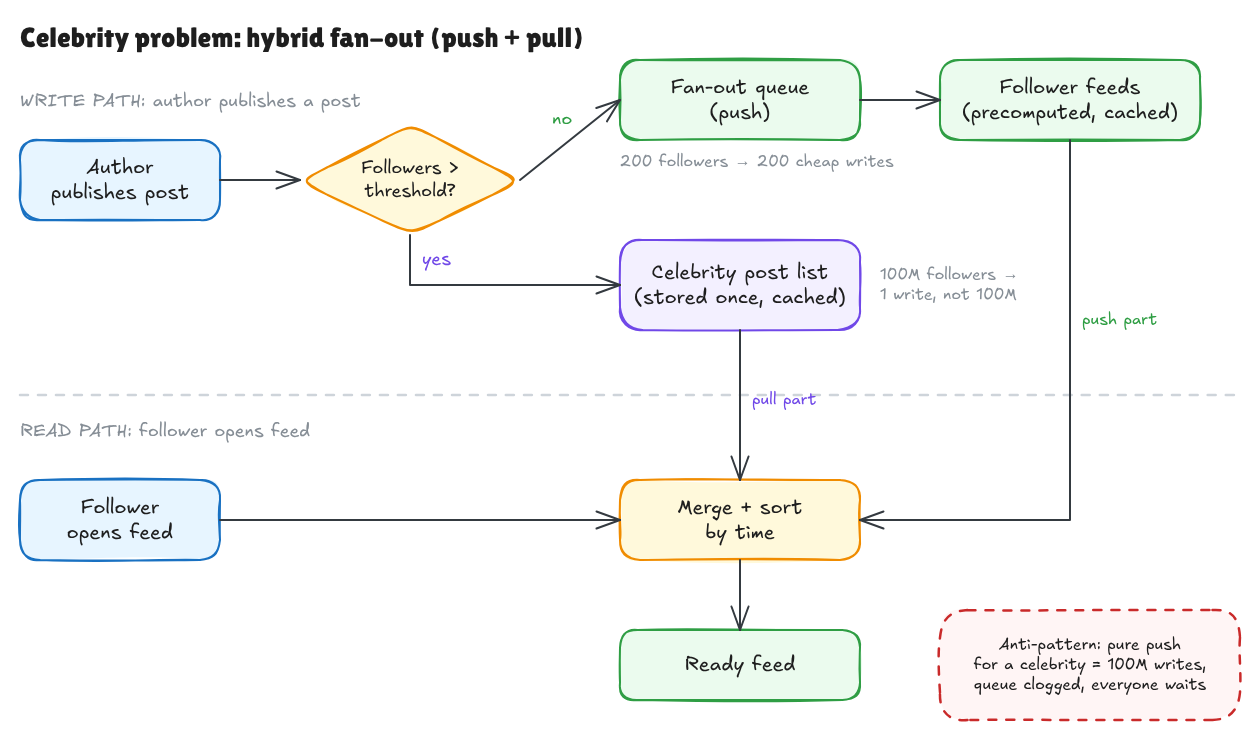 Celebrity problem: hybrid fan-out (push + pull)
WRITE PATH: author publishes a post
Author
publishes post
Followers >
threshold?
no
Fan-out queue
(push)
200 followers → 200 cheap writes
Follower feeds
(precomputed, cached)
yes
Celebrity post list
(stored once, cached)
100M followers →
1 write, not 100M
push part
pull part
READ PATH: follower opens feed
Follower
opens feed
Merge + sort
by time
Ready feed
Anti-pattern: pure push
for a celebrity = 100M writes,
queue clogged, everyone waits